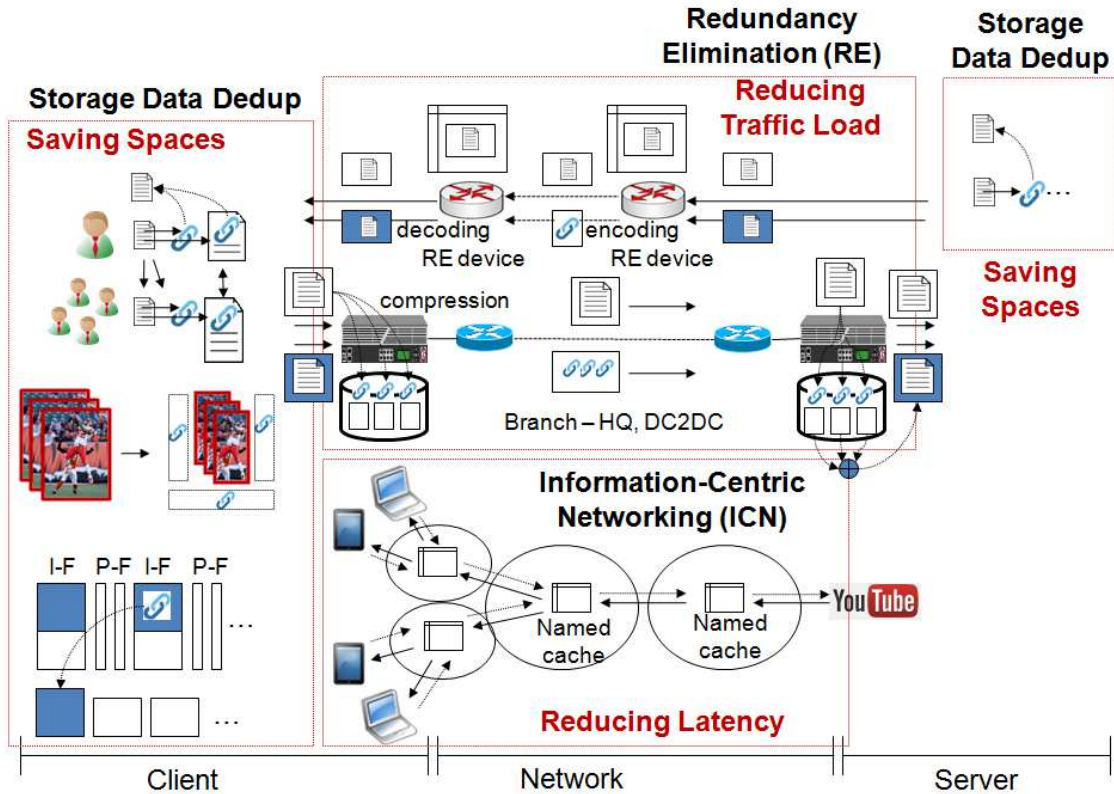 Redundancy
Elimination (RE)
Storage
Data Dedup
Storage Data Dedup
Saving Spaces
Reducing
Traffic Load
decoding
encoding
RE device
RE device
compression
Saving
Spaces
Branch – HQ, DC2DC
Information-Centric
Networking (ICN)
I-F P-F I-F P-F
...
...
...
Named
cache
Named
cache
YouTube
Reducing Latency
Client
Network
Server